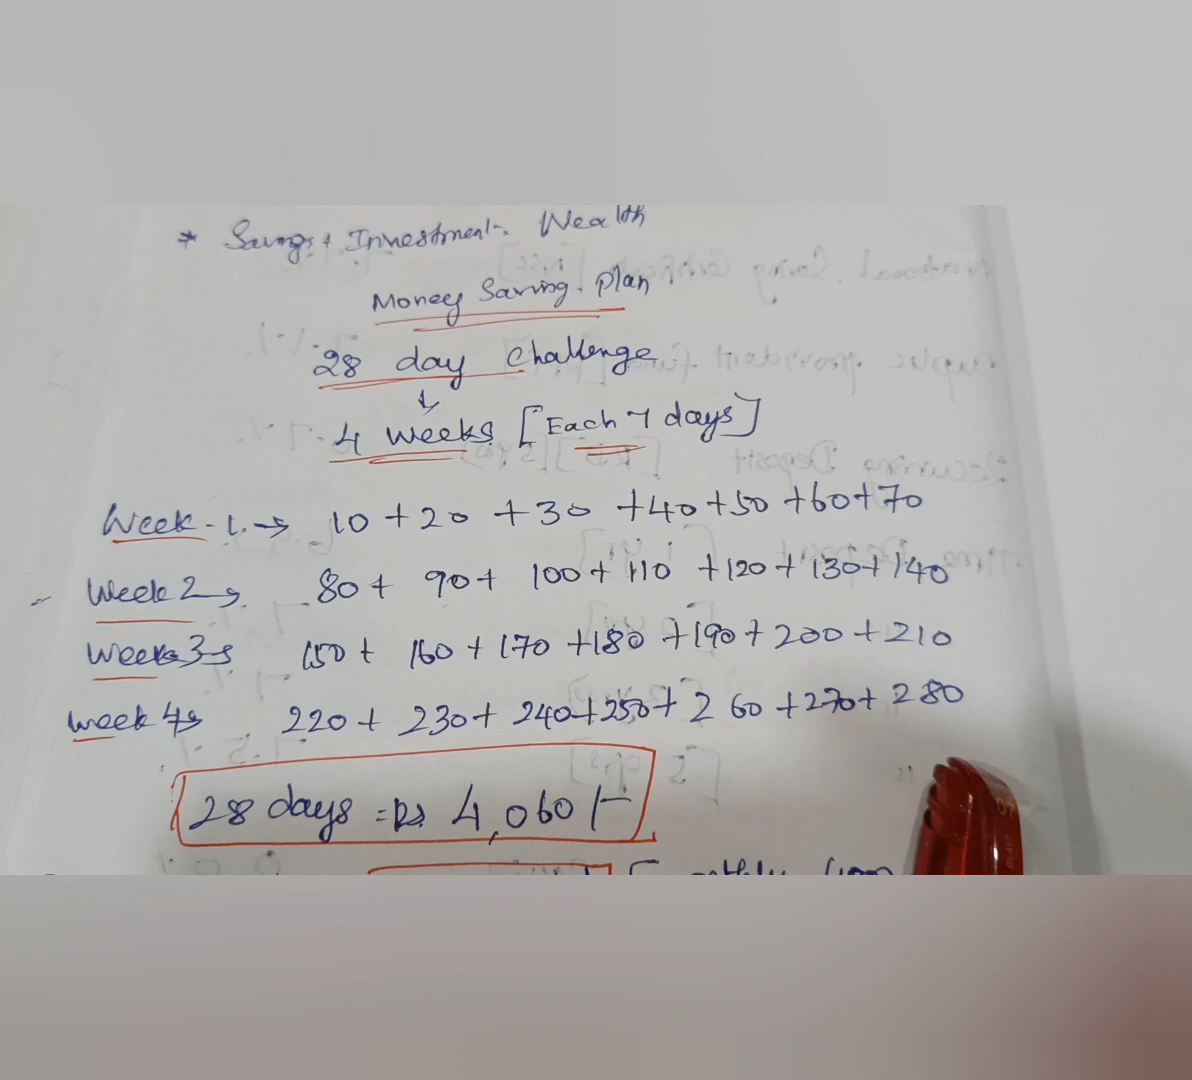 * Savings + Investment = Wealth
Money Saving Plan
28 day challenge
↓
4 weeks [Each 7 days]
Week-1 → 10 + 20 + 30 + 40 + 50 + 60 + 70
Week 2 → 80 + 90 + 100 + 110 + 120 + 130 + 140
Week 3 → 150 + 160 + 170 + 180 + 190 + 200 + 210
Week 4 → 220 + 230 + 240 + 250 + 260 + 270 + 280
28 days = Rs 4,060/-